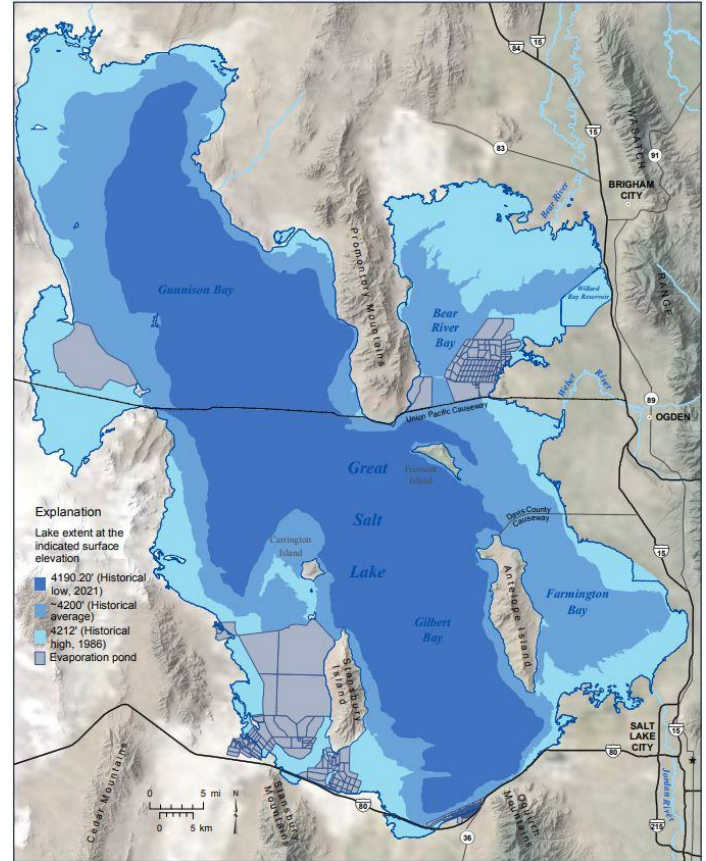 84
15
15
83
91
WASATCH
RANGE
BRIGHAM
CITY
Bear River
Promontory Mountains
Gunnison Bay
Bear
River
Bay
Willard
Bay Reservoir
Weber River
89
OGDEN
Union Pacific Causeway
Great
Salt
Lake
Fremont
Island
Davis County
Causeway
15
Carrington
Island
Antelope Island
Farmington
Bay
Gilbert
Bay
Stansbury
Island
Explanation
Lake extent at the
indicated surface
elevation
4190.20' (Historical
low, 2021)
~4200' (Historical
average)
4212' (Historical
high, 1986)
Evaporation pond
SALT
LAKE
CITY
15
80
*
Jordan River
215
Cedar Mountains
0 5 mi
N
0 5 km
Stansbury
Mountains
80
Oquirrh
Mountains
36